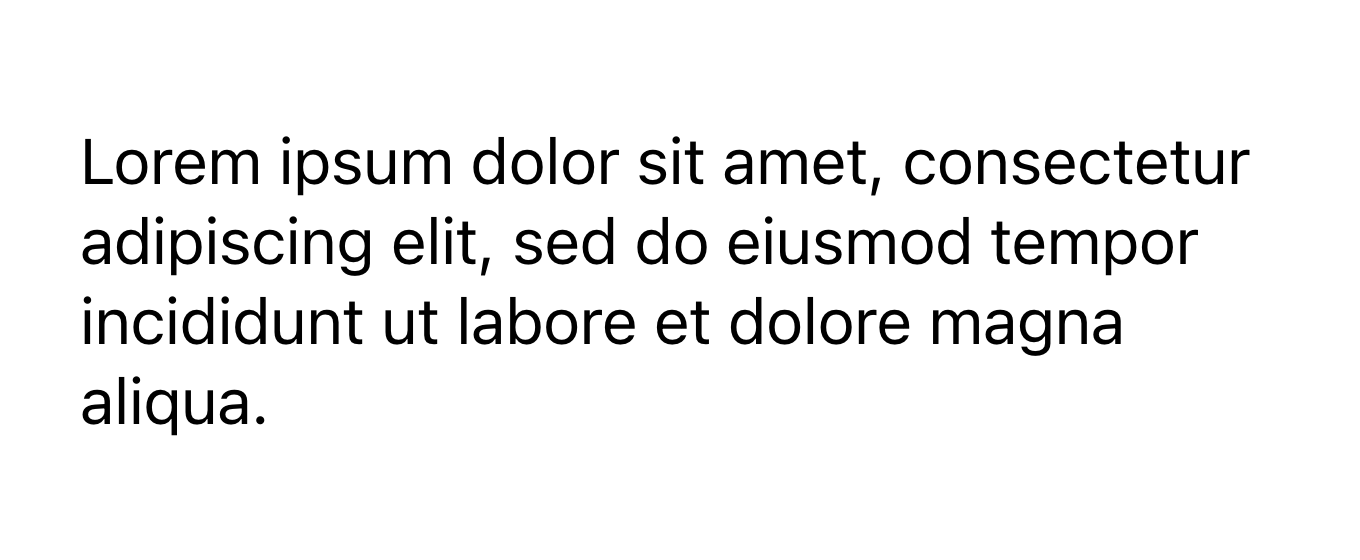 Lorem ipsum dolor sit amet, consectetur
adipiscing elit, sed do eiusmod tempor
incididunt ut labore et dolore magna
aliqua.